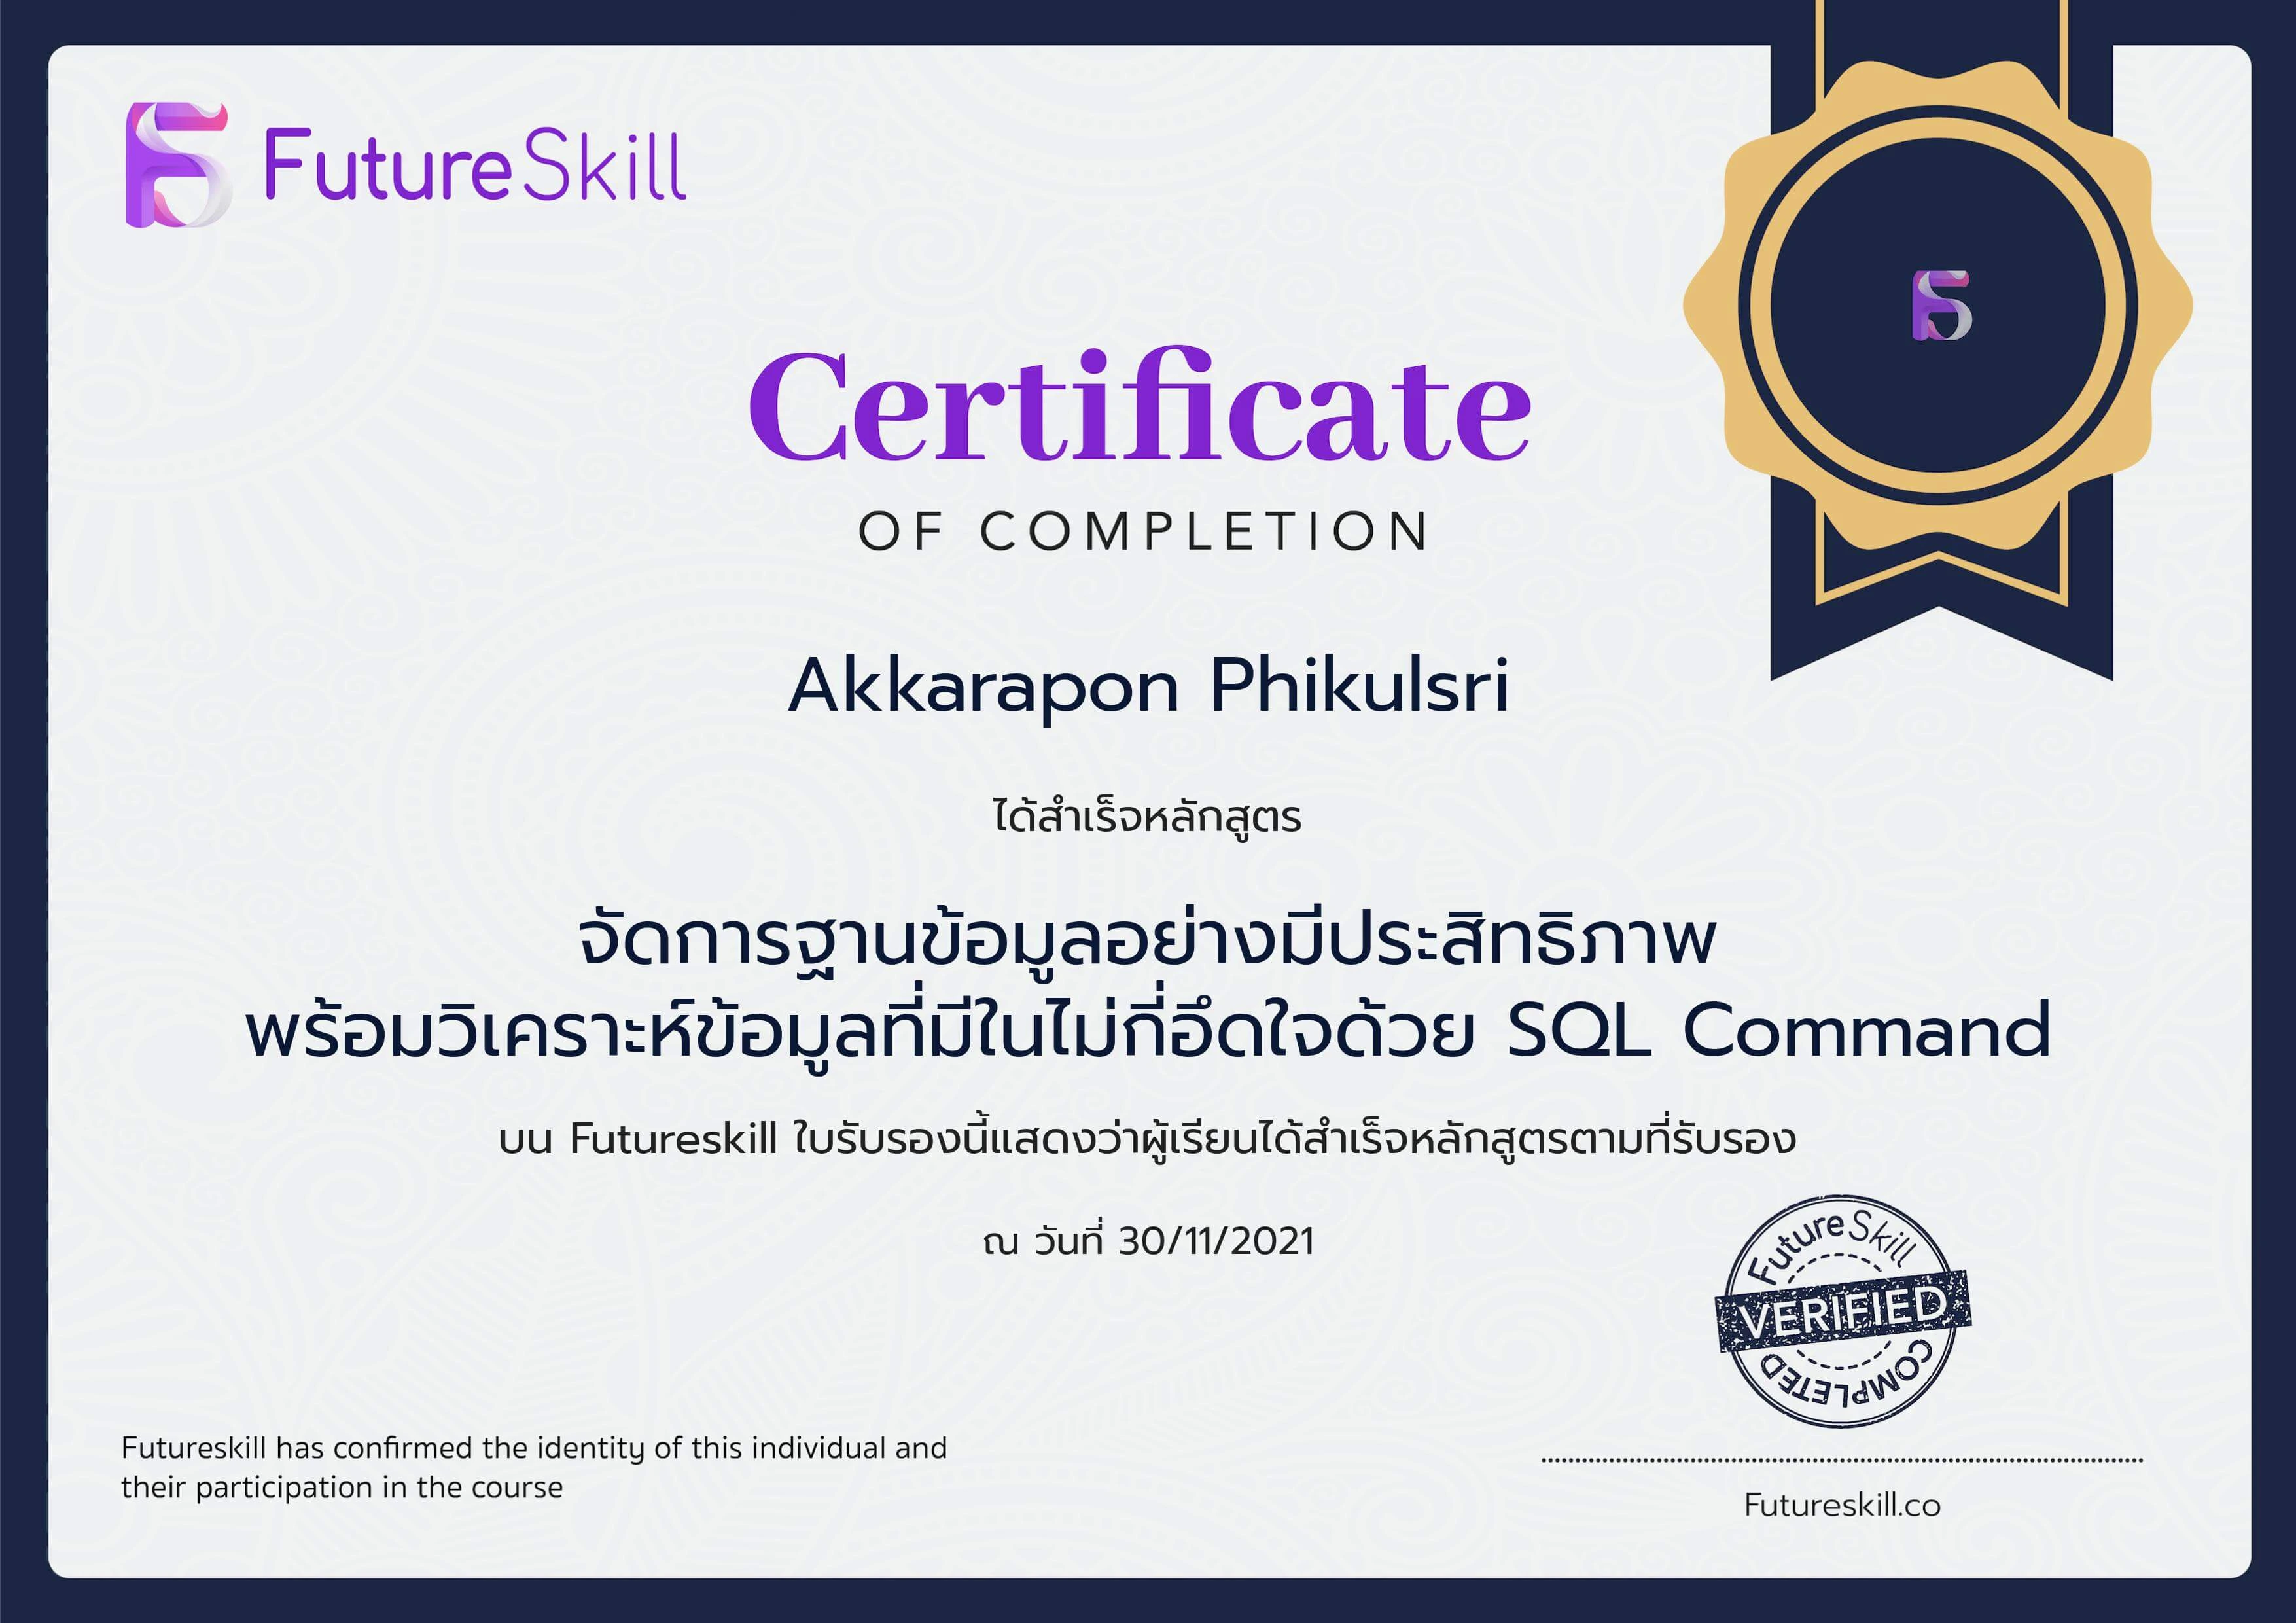 FutureSkill
Certificate
OF COMPLETION
Akkarapon Phikulsri
ได้สำเร็จหลักสูตร
จัดการฐานข้อมูลอย่างมีประสิทธิภาพ
พร้อมวิเคราะห์ข้อมูลที่มีในไม่กี่อึดใจด้วย SQL Command
บน Futureskill ใบรับรองนี้แสดงว่าผู้เรียนได้สำเร็จหลักสูตรตามที่รับรอง
ณ วันที่ 30/11/2021
FutureSkill
VERIFIED
COMPLETED
Futureskill has confirmed the identity of this individual and
their participation in the course
Futureskill.co